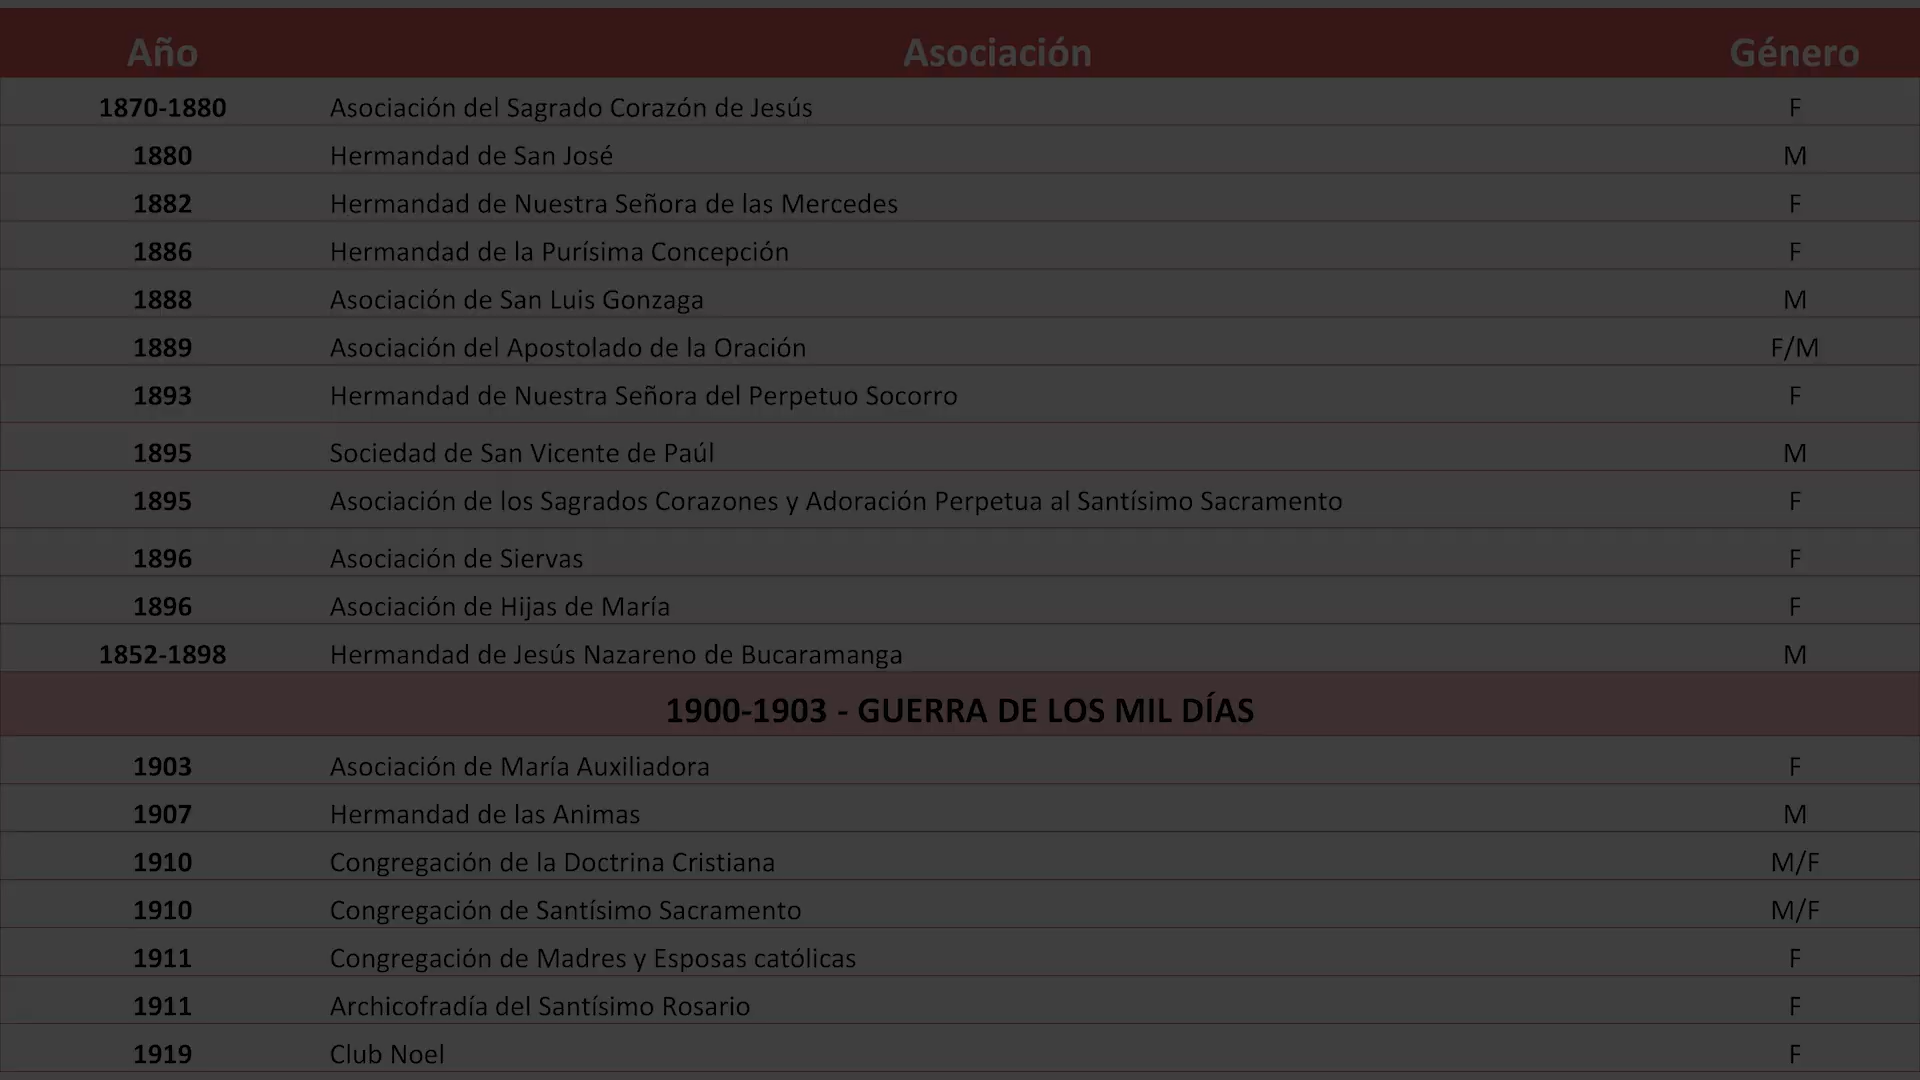 Año Asociación Género
1870-1880 Asociación del Sagrado Corazón de Jesús F
1880 Hermandad de San José M
1882 Hermandad de Nuestra Señora de las Mercedes F
1886 Hermandad de la Purísima Concepción F
1888 Asociación de San Luis Gonzaga M
1889 Asociación del Apostolado de la Oración F/M
1893 Hermandad de Nuestra Señora del Perpetuo Socorro F
1895 Sociedad de San Vicente de Paúl M
1895 Asociación de los Sagrados Corazones y Adoración Perpetua al Santísimo Sacramento F
1896 Asociación de Siervas F
1896 Asociación de Hijas de María F
1852-1898 Hermandad de Jesús Nazareno de Bucaramanga M
1900-1903 - GUERRA DE LOS MIL DÍAS
1903 Asociación de María Auxiliadora F
1907 Hermandad de las Animas M
1910 Congregación de la Doctrina Cristiana M/F
1910 Congregación de Santísimo Sacramento M/F
1911 Congregación de Madres y Esposas católicas F
1911 Archicofradía del Santísimo Rosario F
1919 Club Noel F